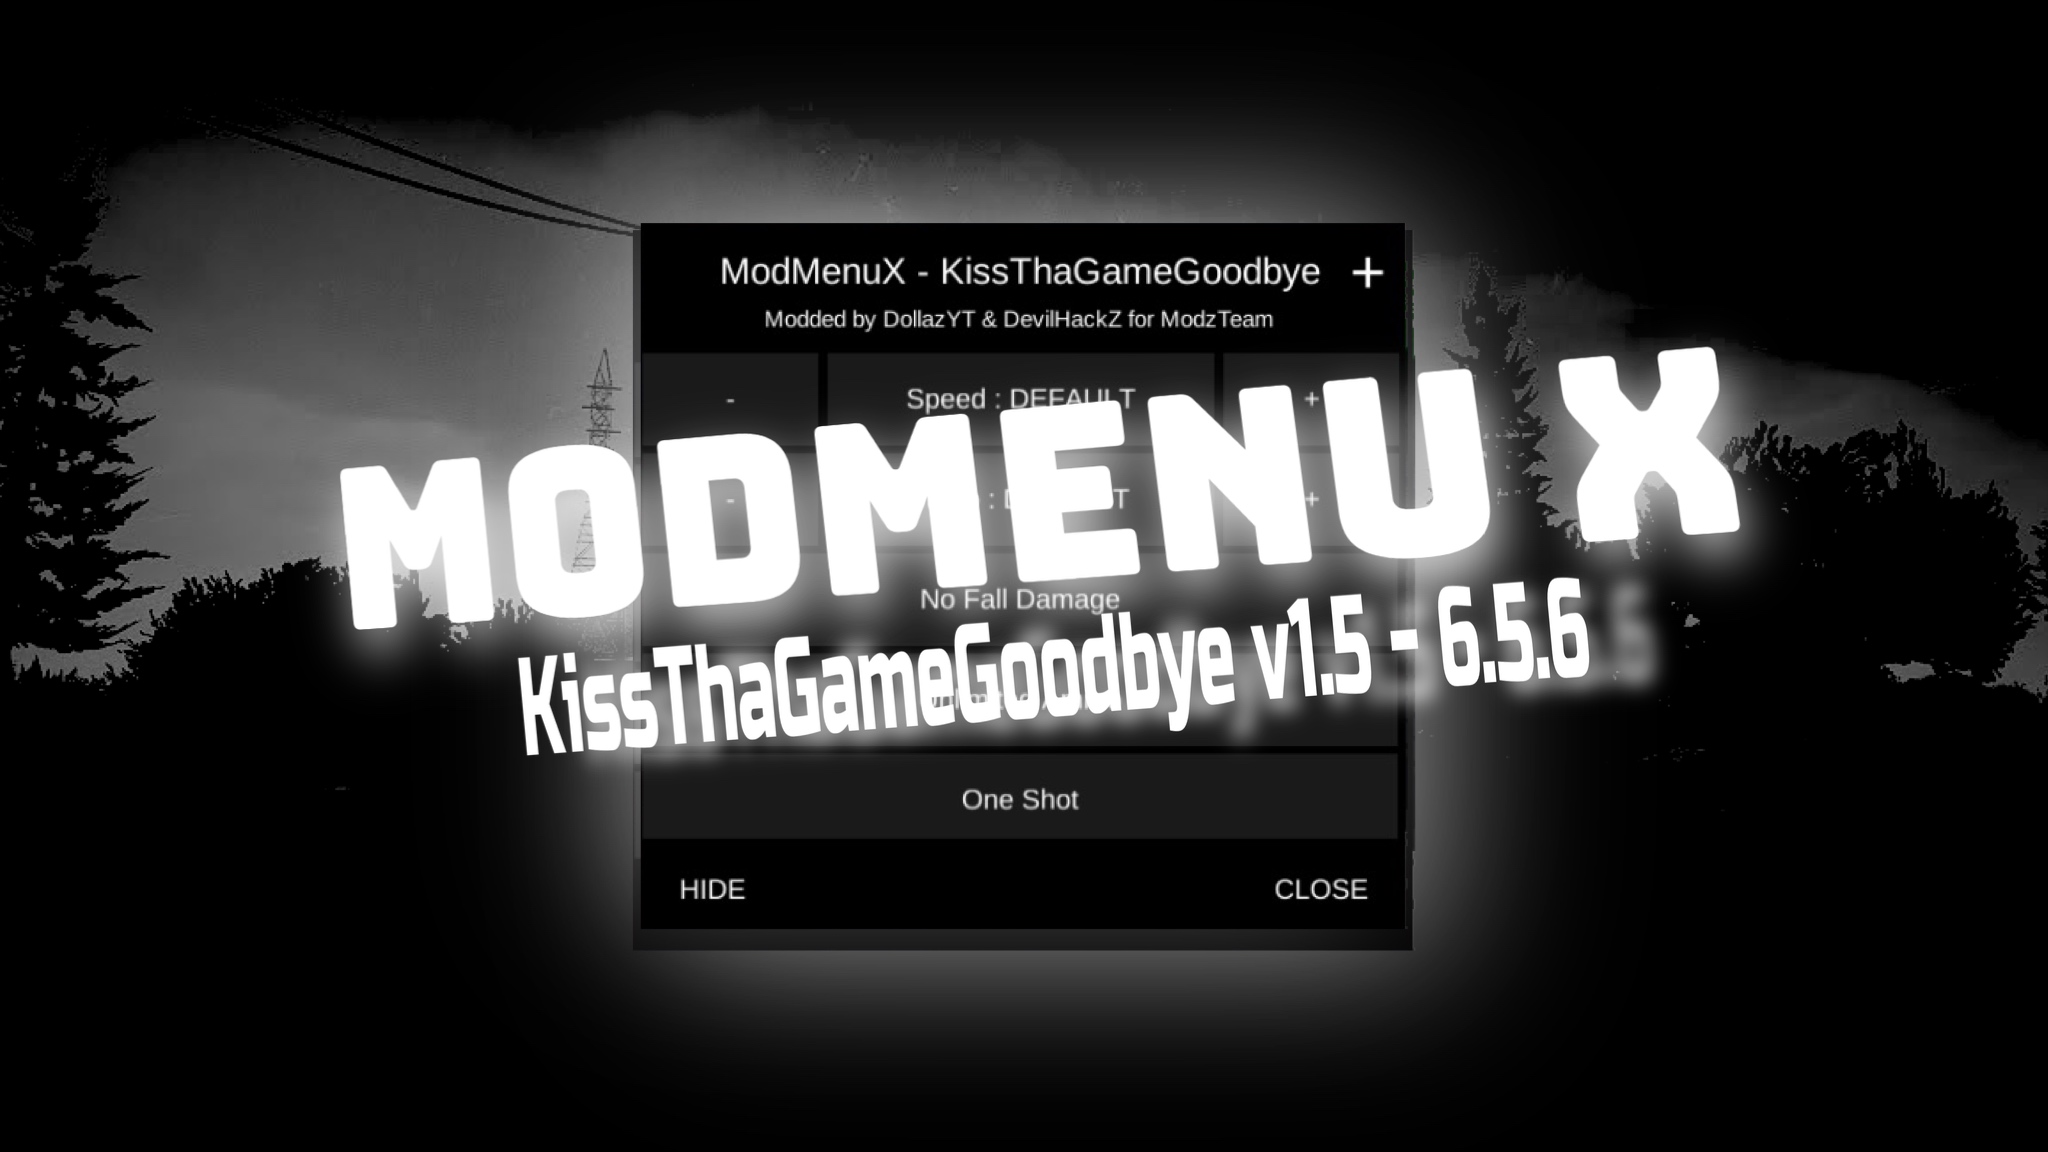 ModMenuX - KissThaGameGoodbye +
Modded by DollazYT & DevilHackZ for ModzTeam
- Speed : DEFAULT +
MODMENU X
- : +
No Fall Damage
KissThaGameGoodbye v1.5 - 6.5.6
One Shot
HIDE CLOSE